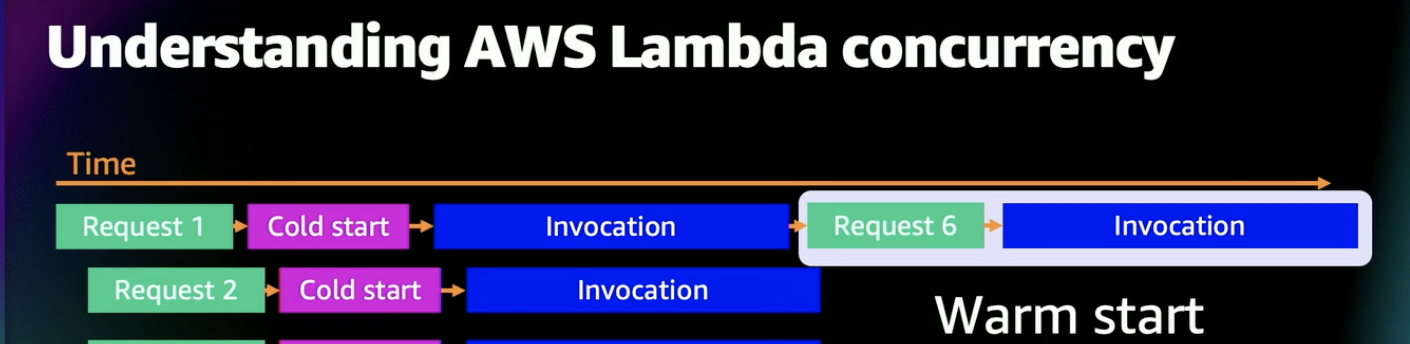 Understanding AWS Lambda concurrency
Time
Request 1 Cold start Invocation Request 6 Invocation
Request 2 Cold start Invocation
Warm start